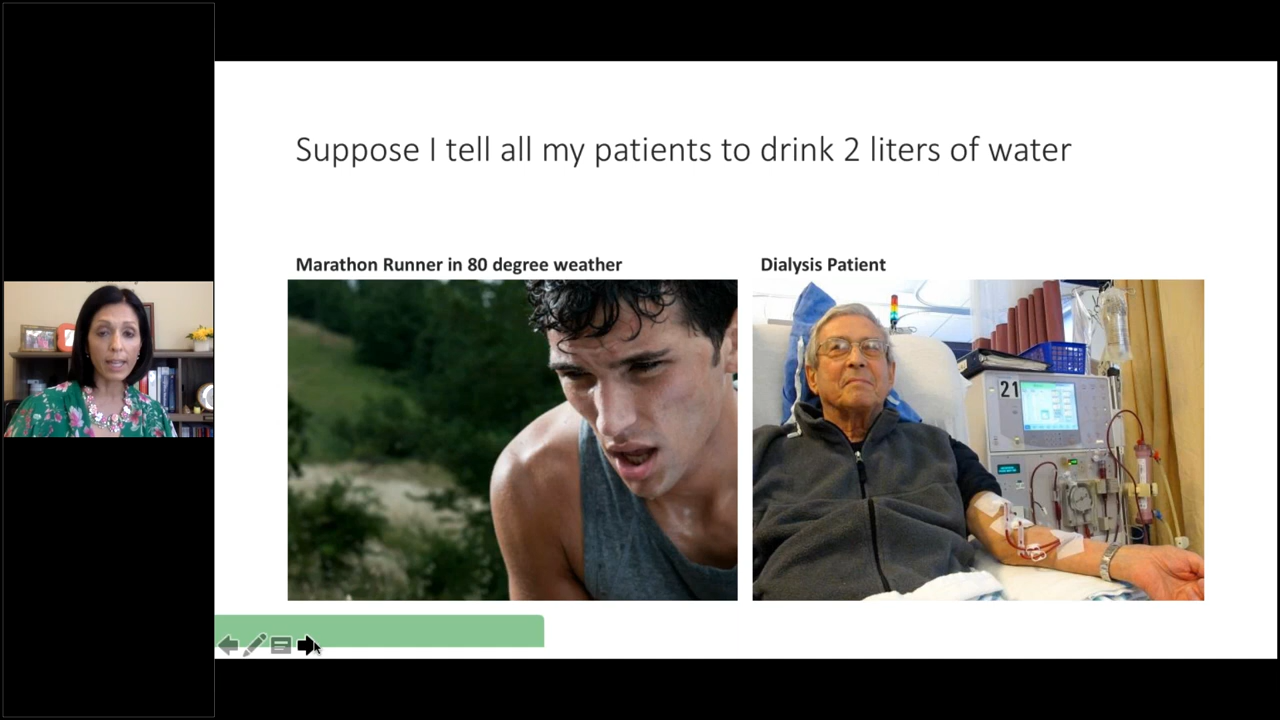 Suppose I tell all my patients to drink 2 liters of water
Marathon Runner in 80 degree weather
Dialysis Patient
21